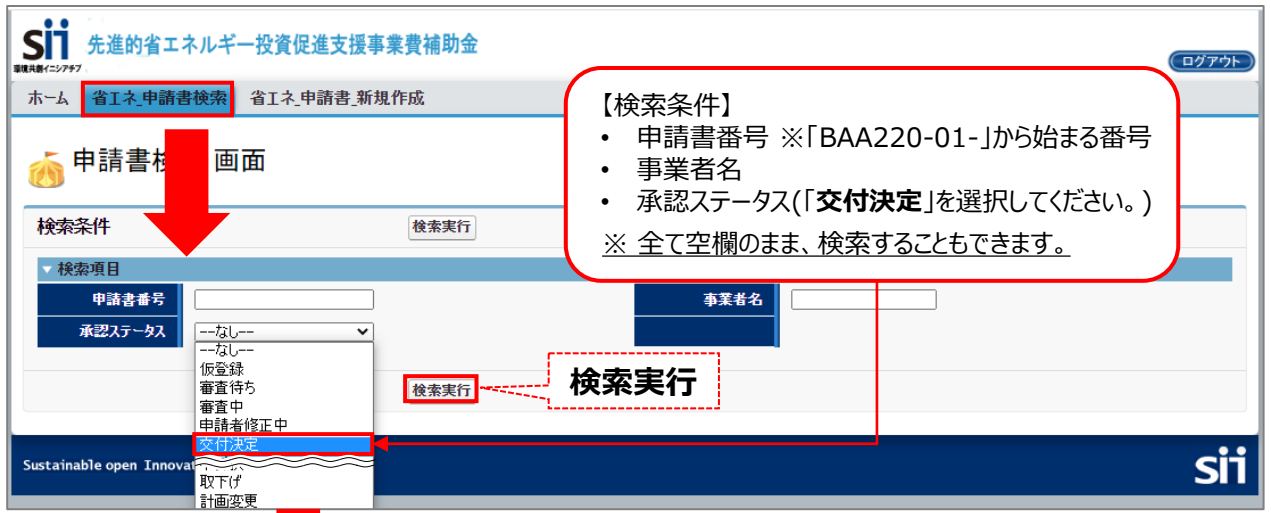 sii 先進的省エネルギー投資促進支援事業費補助金
環境共創イニシアチブ
ログアウト
ホーム 省エネ_申請書検索 省エネ_申請書_新規作成
【検索条件】
• 申請書番号 ※「BAA220-01-」から始まる番号
• 事業者名
• 承認ステータス(「交付決定」を選択してください。)
※ 全て空欄のまま、検索することもできます。
申請書検 画面
検索条件 検索実行
検索項目
申請書番号 事業者名
承認ステータス --なし--
--なし--
仮登録
審査待ち
審査中
申請者修正中
交付決定
取下げ
計画変更
検索実行 検索実行
Sustainable open Innovat
sii